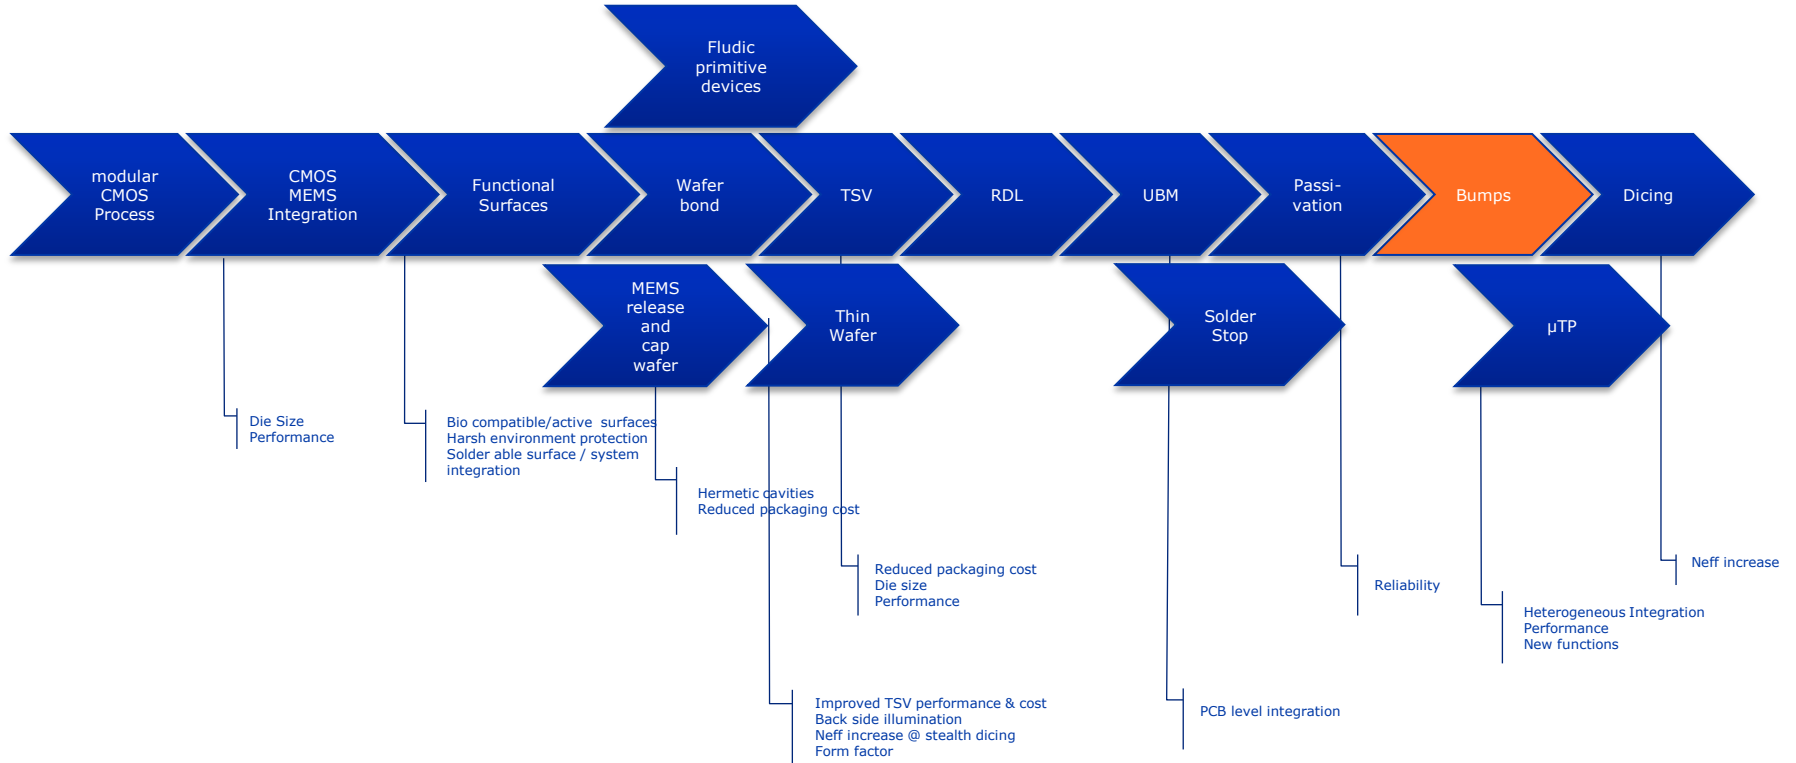 Fludic
primitive
devices
modular
CMOS
Process
CMOS
MEMS
Integration
Functional
Surfaces
Wafer
bond
TSV
RDL
UBM
Passi-
vation
Bumps
Dicing
MEMS
release
and
cap
wafer
Thin
Wafer
Solder
Stop
µTP
Die Size
Performance
Bio compatible/active  surfaces
Harsh environment protection
Solder able surface / system
integration
Hermetic cavities
Reduced packaging cost
Reduced packaging cost
Die size
Performance
Improved TSV performance & cost
Back side illumination
Neff increase @ stealth dicing
Form factor
PCB level integration
Reliability
Heterogeneous Integration
Performance
New functions
Neff increase